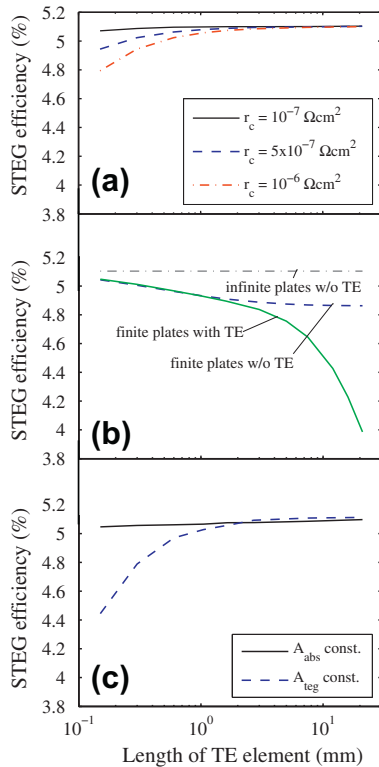 5.2
5
4.8
4.6
4.4
4.2
4
3.8
STEG efficiency (%)
(a)
r_c = 10^−7 Ωcm^2
r_c = 5x10^−7 Ωcm^2
r_c = 10^−6 Ωcm^2
5.2
5
4.8
4.6
4.4
4.2
4
3.8
STEG efficiency (%)
infinite plates w/o TE
finite plates with TE
finite plates w/o TE
(b)
5.2
5
4.8
4.6
4.4
4.2
4
3.8
STEG efficiency (%)
(c)
A_abs const.
A_teg const.
10^−1
10^0
10^1
Length of TE element (mm)